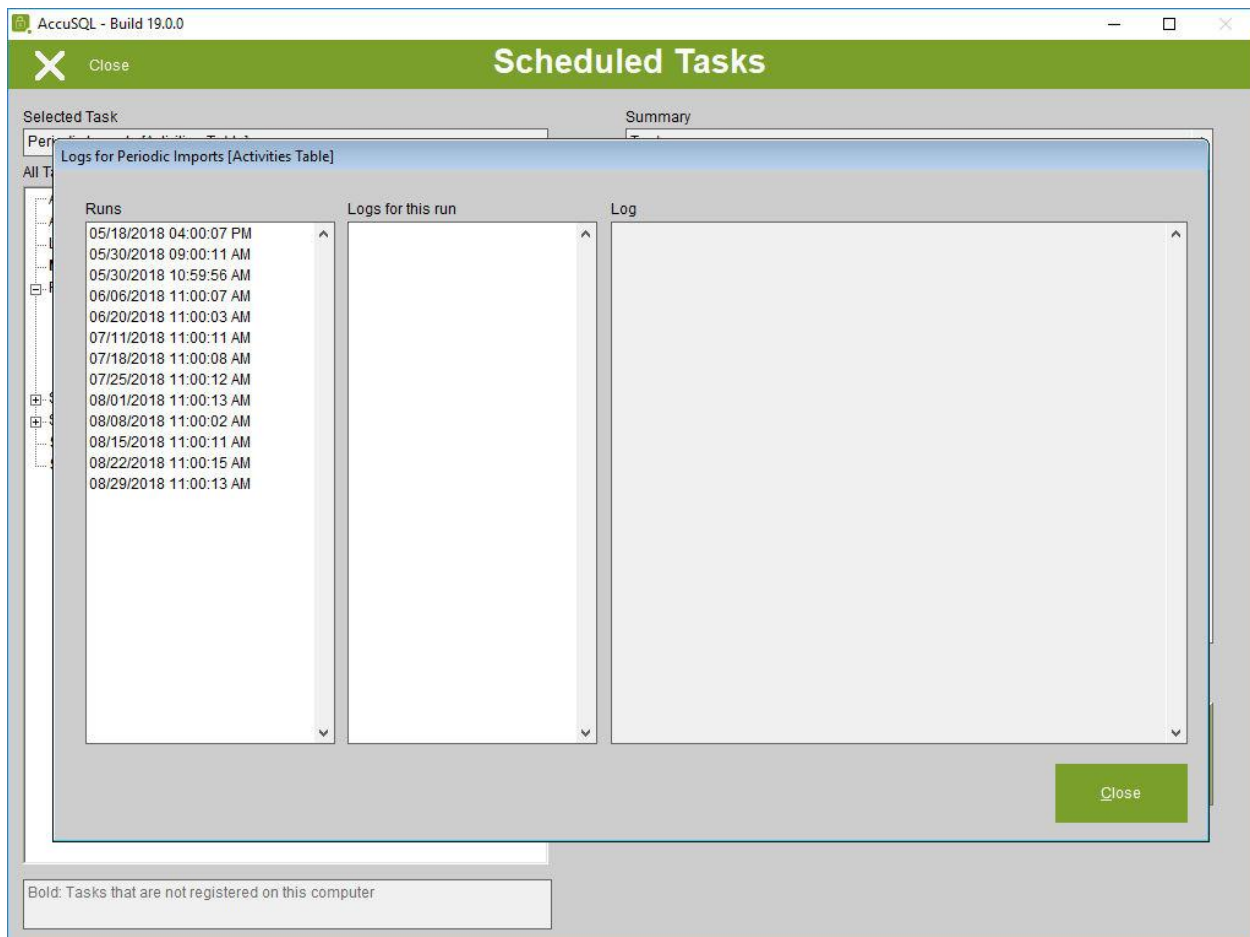 AccuSQL - Build 19.0.0
Close
Scheduled Tasks
Selected Task
Summary
All
Logs for Periodic Imports [Activities Table]
Runs
Logs for this run
Log
05/18/2018 04:00:07 PM
05/30/2018 09:00:11 AM
05/30/2018 10:59:56 AM
06/06/2018 11:00:07 AM
06/20/2018 11:00:03 AM
07/11/2018 11:00:11 AM
07/18/2018 11:00:08 AM
07/25/2018 11:00:12 AM
08/01/2018 11:00:13 AM
08/08/2018 11:00:02 AM
08/15/2018 11:00:11 AM
08/22/2018 11:00:15 AM
08/29/2018 11:00:13 AM
Close
Bold: Tasks that are not registered on this computer